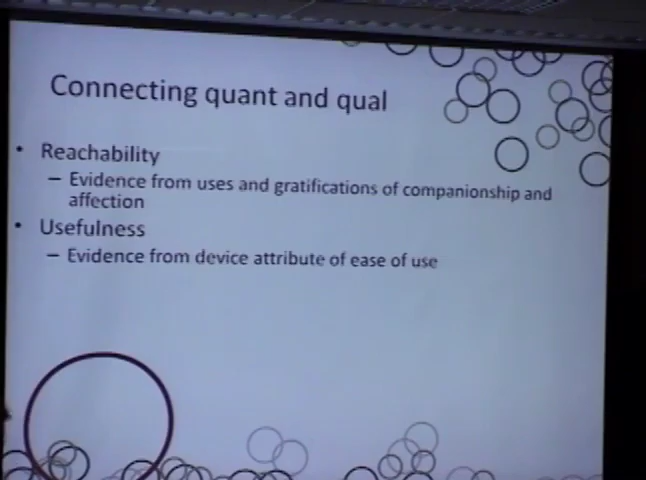 Connecting quant and qual
• Reachability
– Evidence from uses and gratifications of companionship and
affection
• Usefulness
– Evidence from device attribute of ease of use